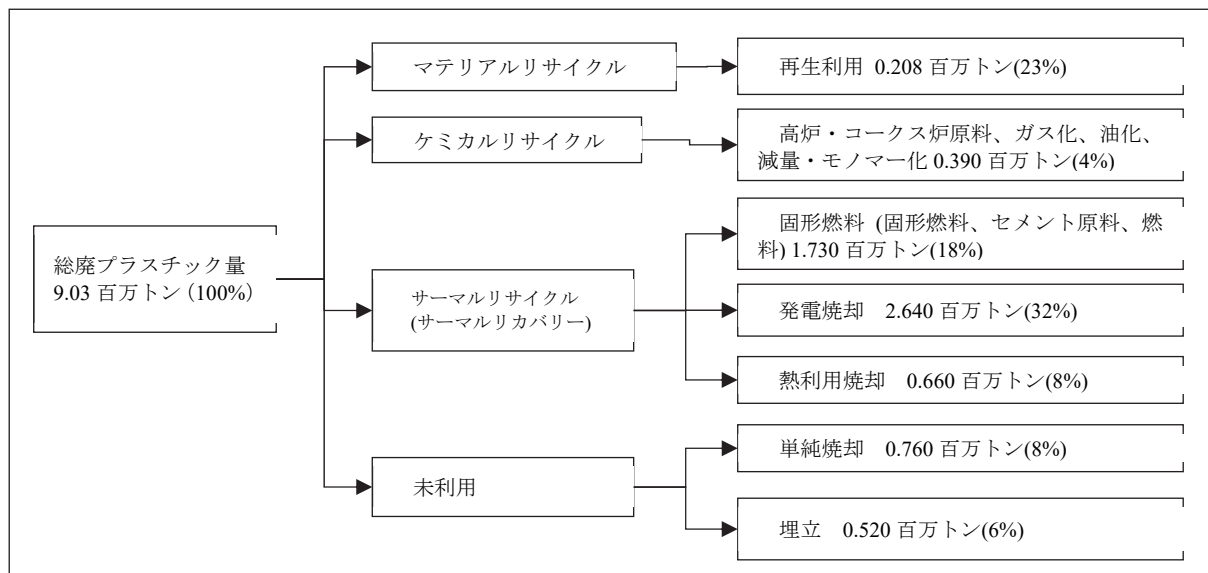 総廃プラスチック量
9.03 百万トン（100%）
マテリアルリサイクル
再生利用 0.208 百万トン(23%)
ケミカルリサイクル
高炉・コークス炉原料、ガス化、油化、
減量・モノマー化 0.390 百万トン(4%)
サーマルリサイクル
(サーマルリカバリー)
固形燃料 (固形燃料、セメント原料、燃
料) 1.730 百万トン(18%)
発電焼却 2.640 百万トン(32%)
熱利用焼却 0.660 百万トン(8%)
未利用
単純焼却 0.760 百万トン(8%)
埋立 0.520 百万トン(6%)